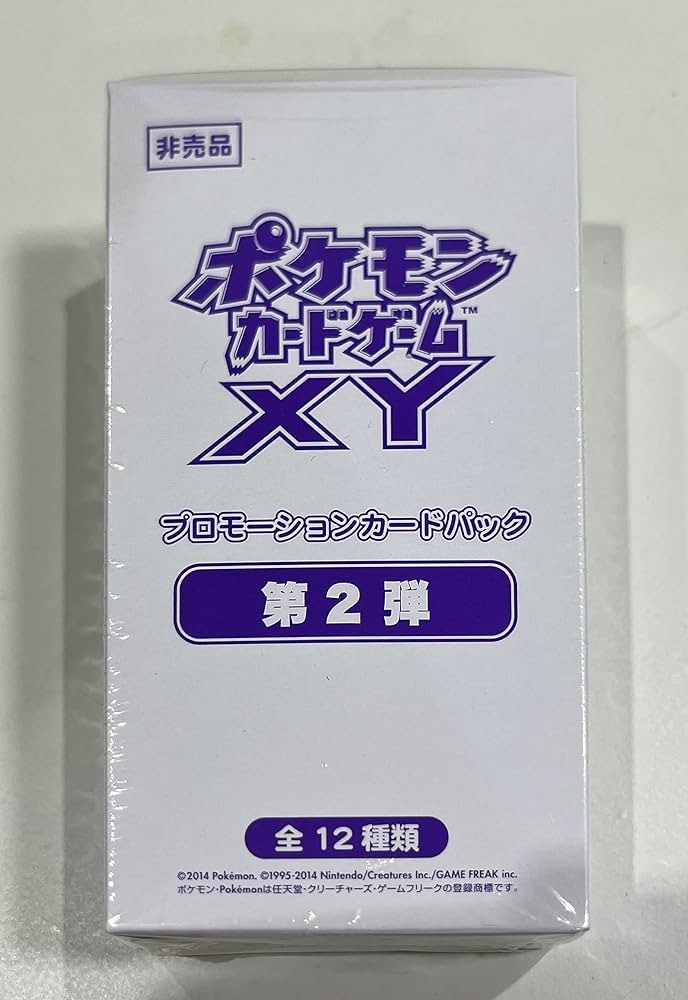 非売品
ポケモン
カードゲーム™
XY
プロモーションカードパック
第2弾
全12種類
©2014 Pokémon. ©1995-2014 Nintendo/Creatures Inc./GAME FREAK inc.
ポケモン・Pokémonは任天堂・クリーチャーズ・ゲームフリークの登録商標です。